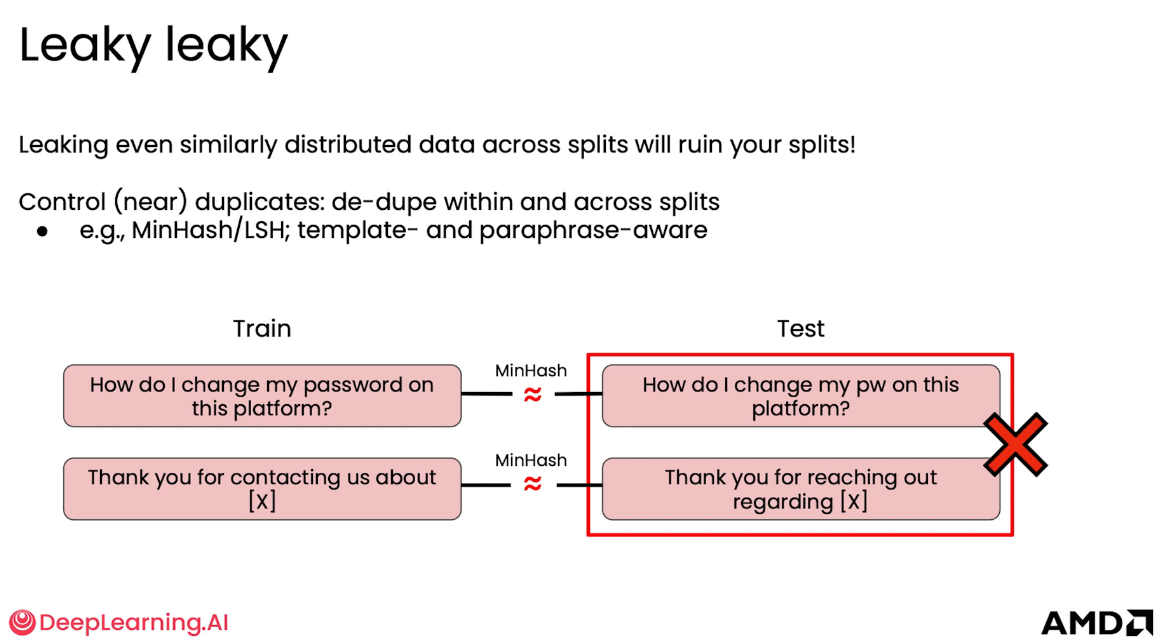 Leaky leaky
Leaking even similarly distributed data across splits will ruin your splits!
Control (near) duplicates: de-dupe within and across splits
● e.g., MinHash/LSH; template- and paraphrase-aware
Train
Test
How do I change my password on
this platform?
MinHash
≈
How do I change my pw on this
platform?
Thank you for contacting us about
[X]
MinHash
≈
Thank you for reaching out
regarding [X]
DeepLearning.AI
AMD